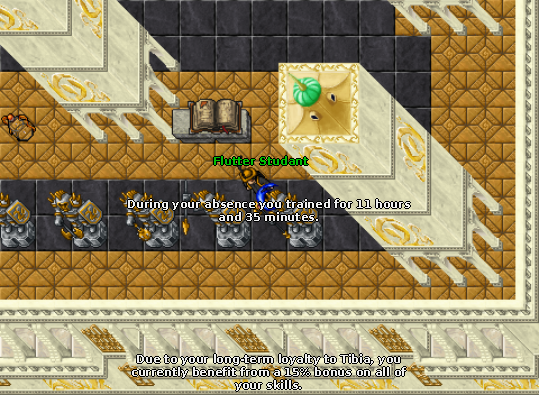 Flutter Studant
During your absence you trained for 11 hours
and 35 minutes.
Due to your long-term loyalty to Tibia, you
currently benefit from a 15% bonus on all of
your skills.